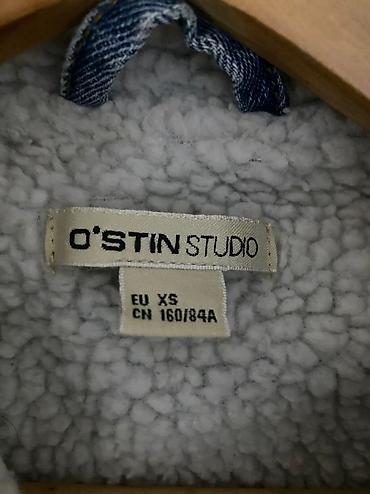 O'STIN STUDIO
EU XS
CN 160/84A